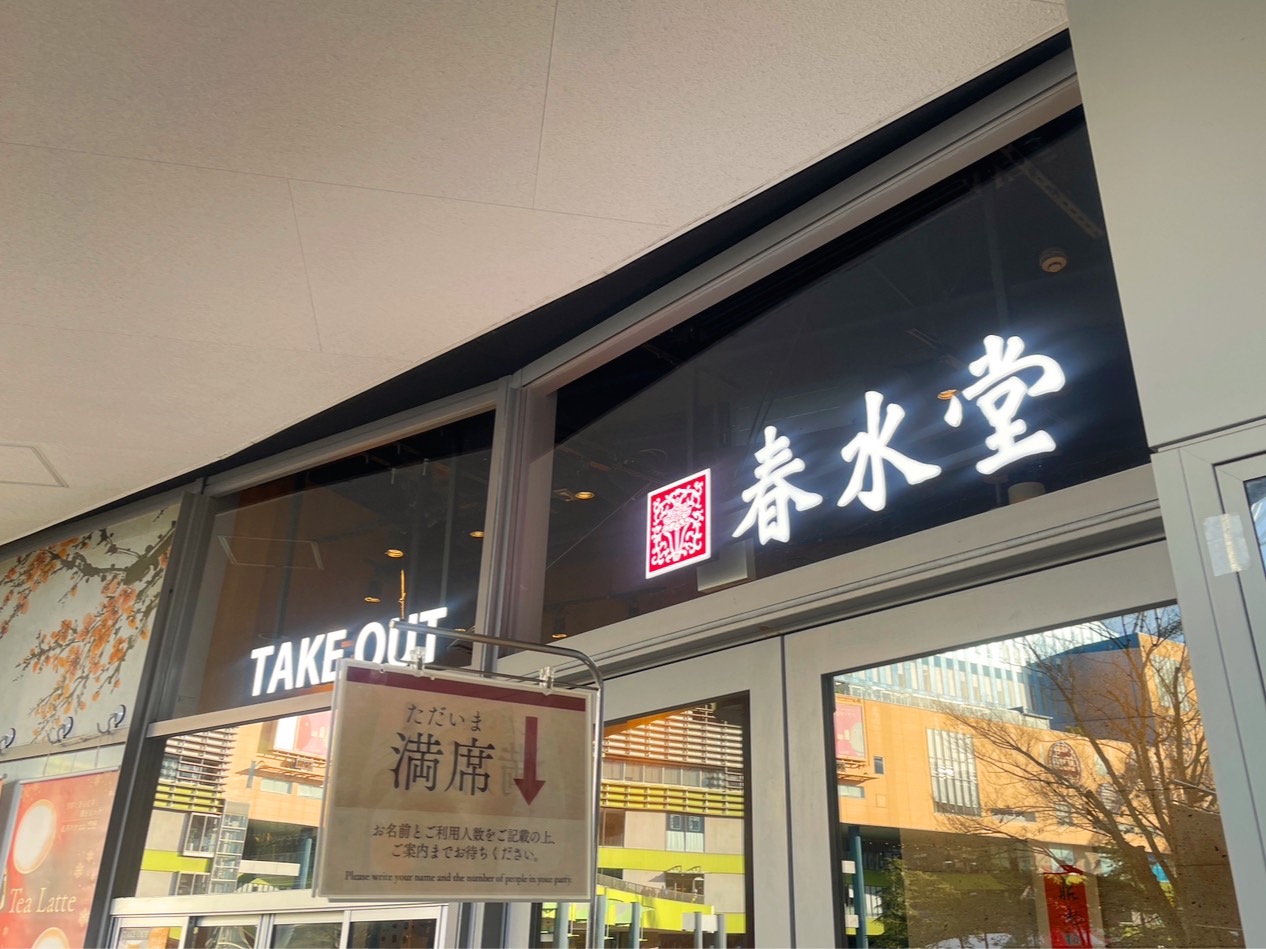 春水堂
TAKE OUT
ただいま
満席
お名前とご利用人数をご記載の上、
ご案内までお待ちください。
Please write your name and the number of people in your party.
Tea Latte